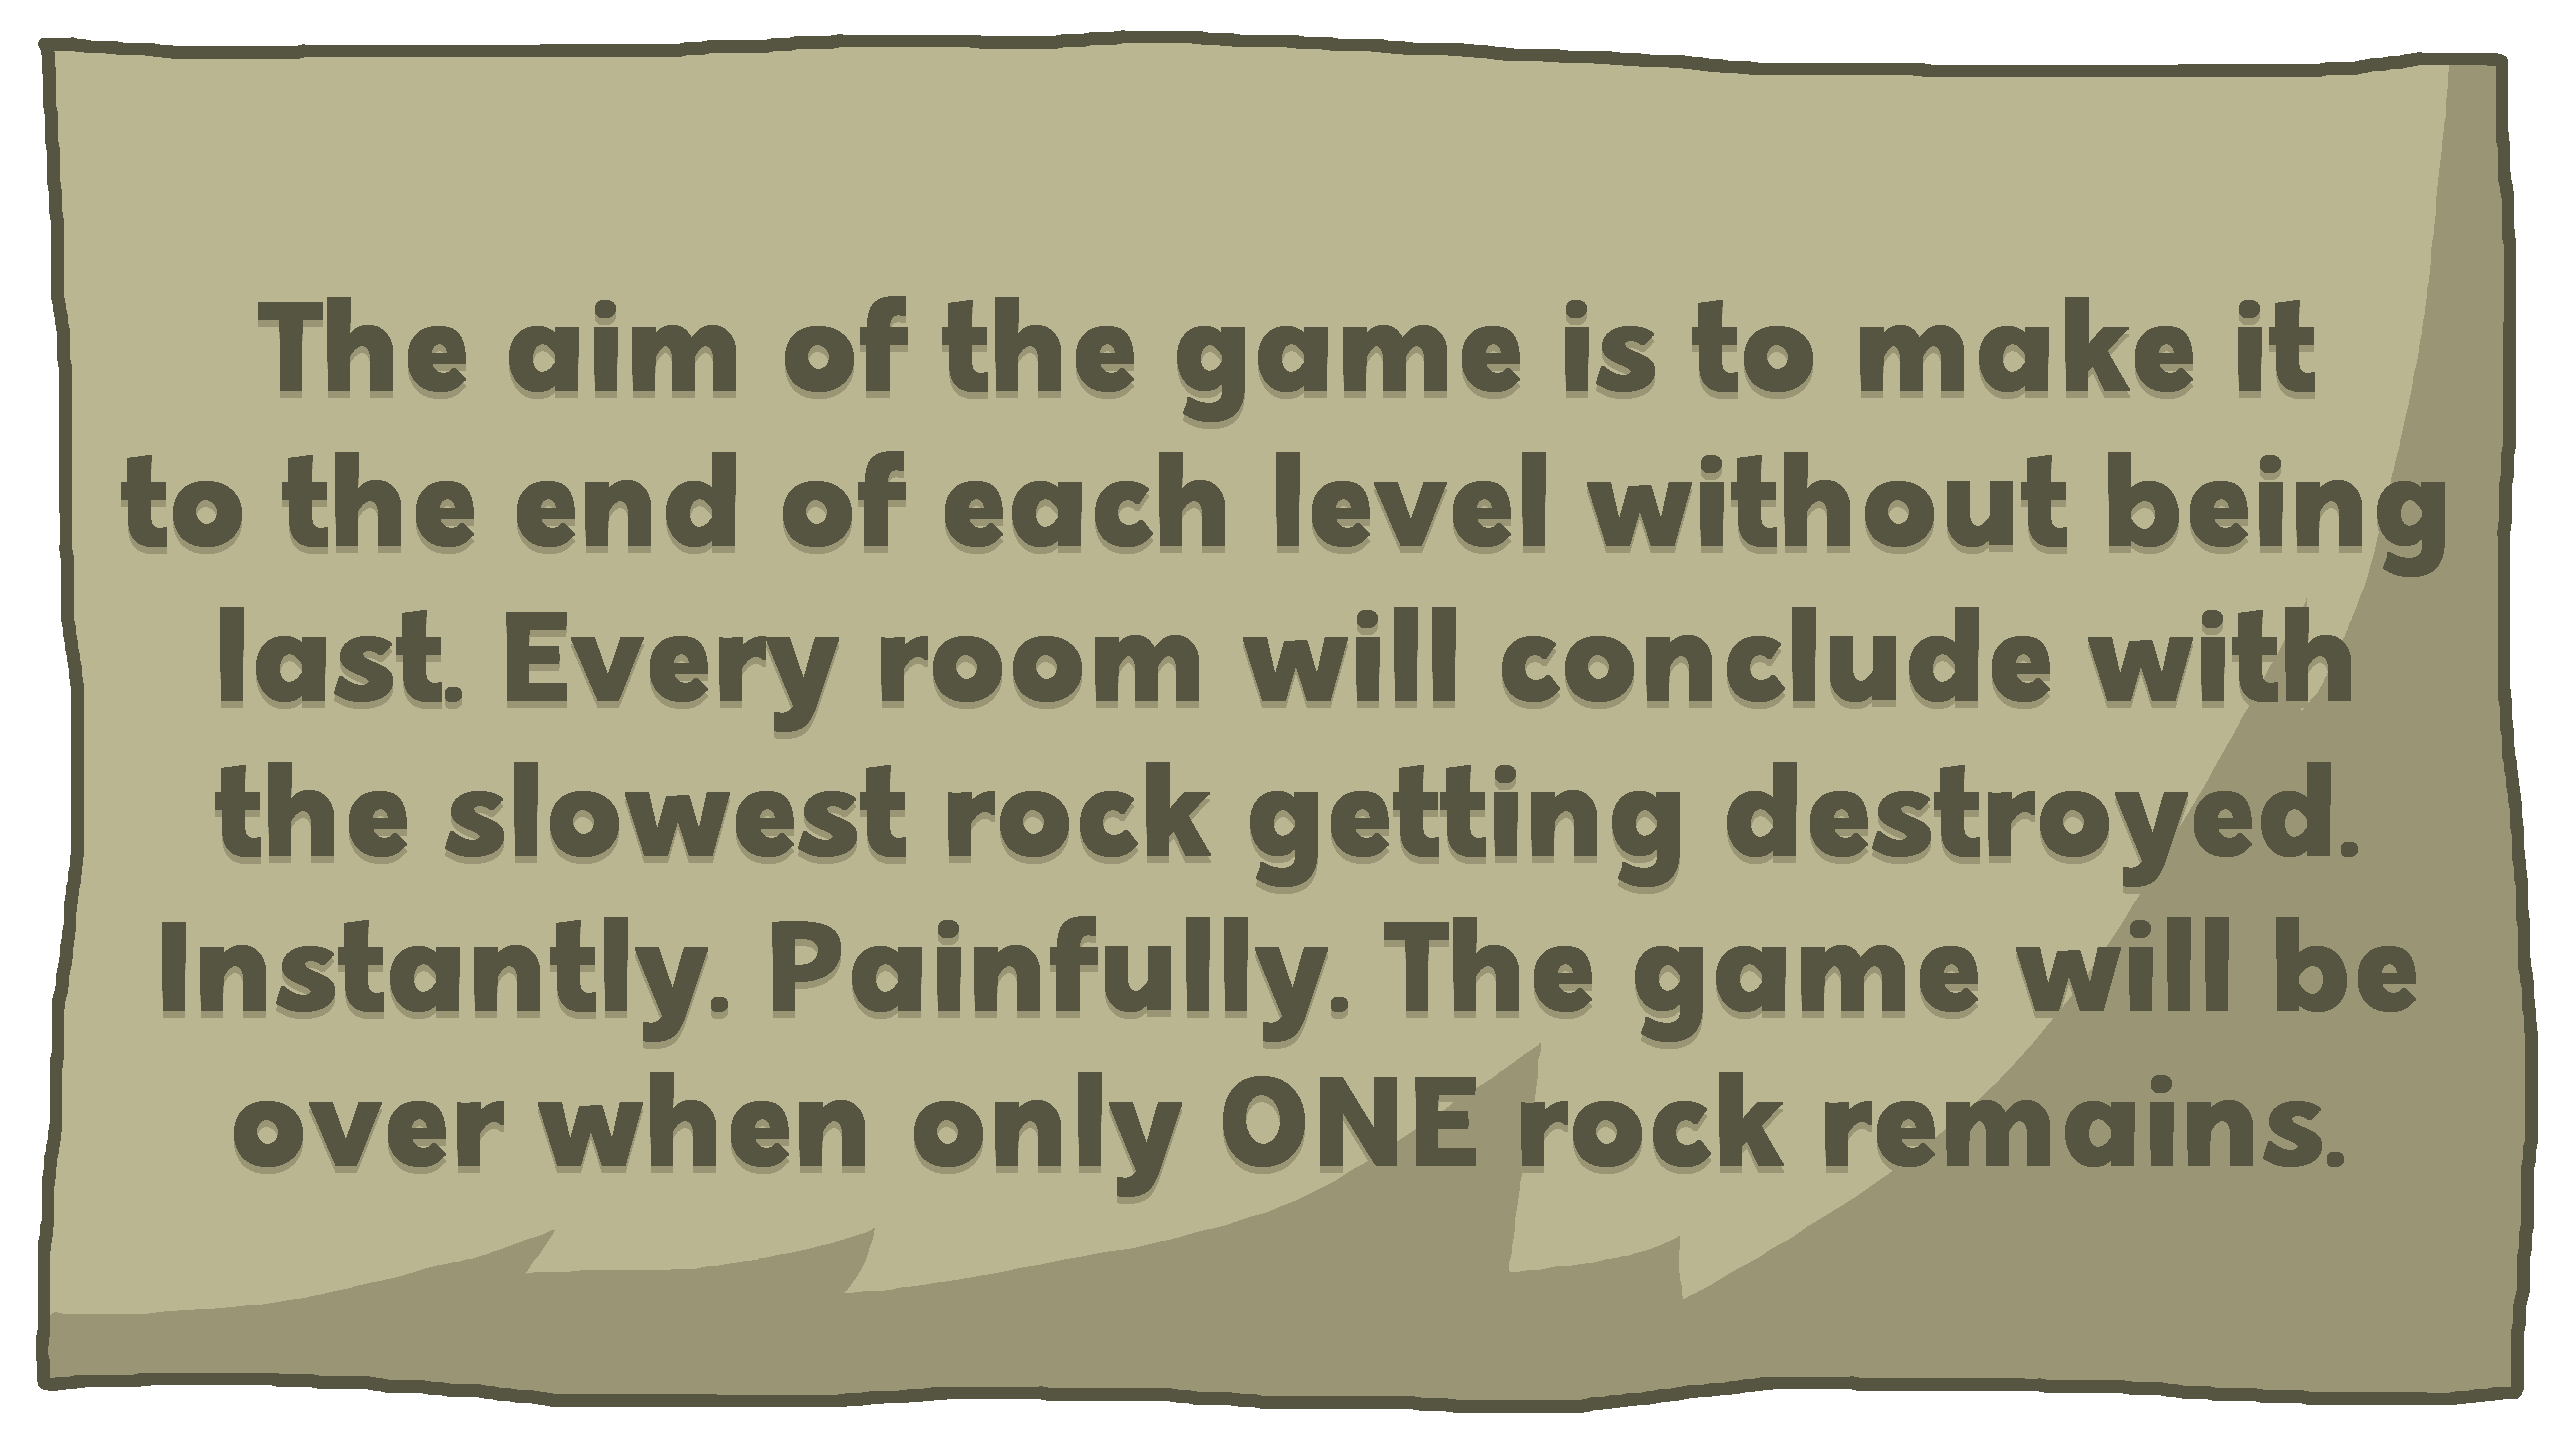 The aim of the game is to make it
to the end of each level without being
last. Every room will conclude with
the slowest rock getting destroyed.
Instantly. Painfully. The game will be
over when only ONE rock remains.